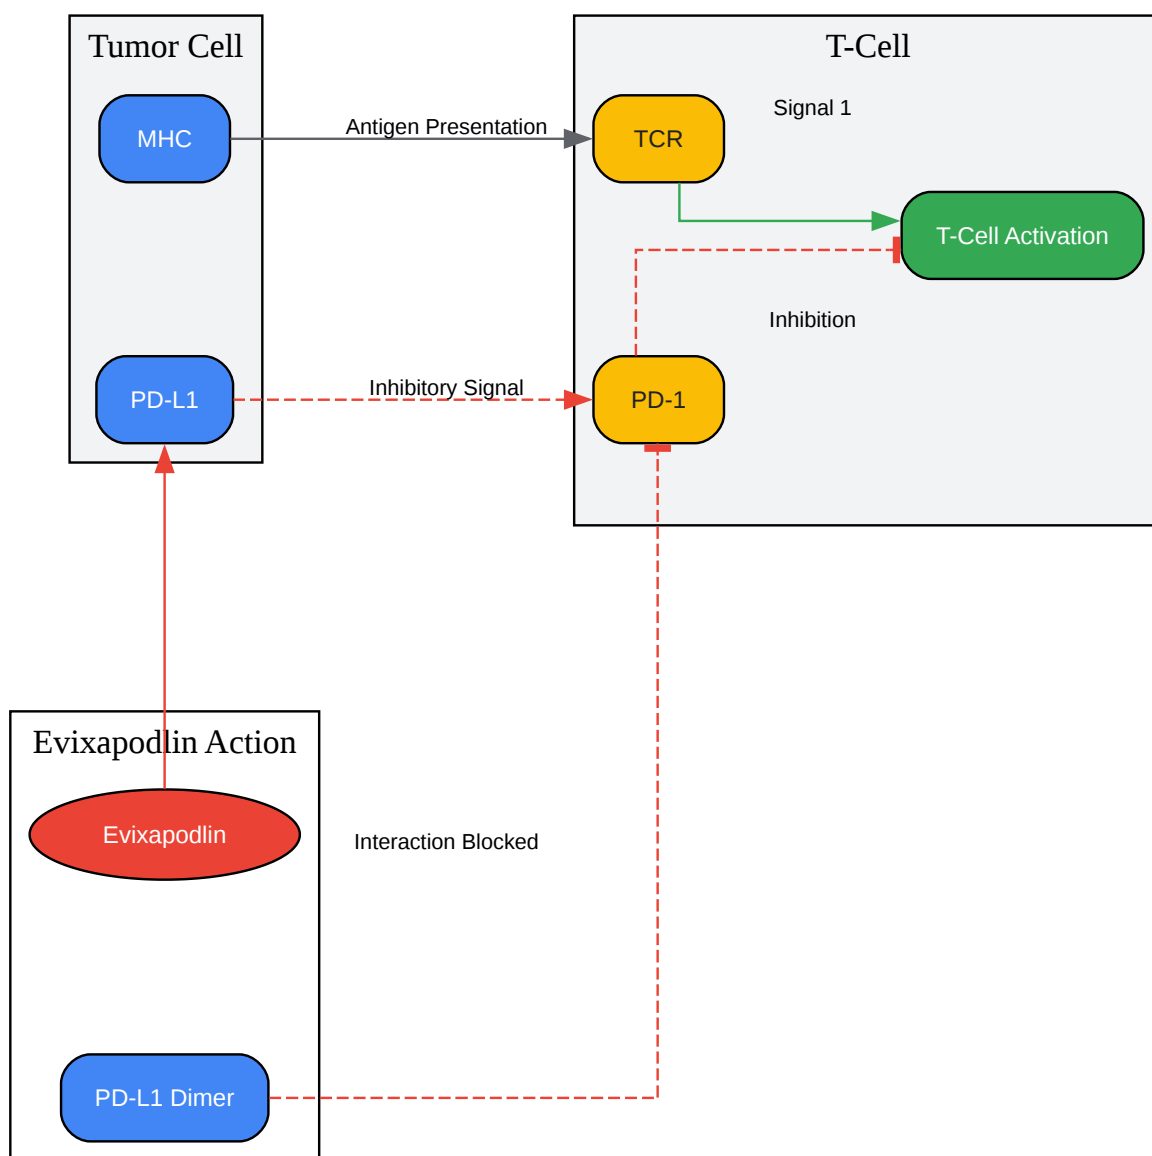 Tumor Cell
T-Cell
MHC
Antigen Presentation
TCR
Signal 1
T-Cell Activation
Inhibition
PD-L1
Inhibitory Signal
PD-1
Evixapodlin Action
Evixapodlin
Interaction Blocked
PD-L1 Dimer